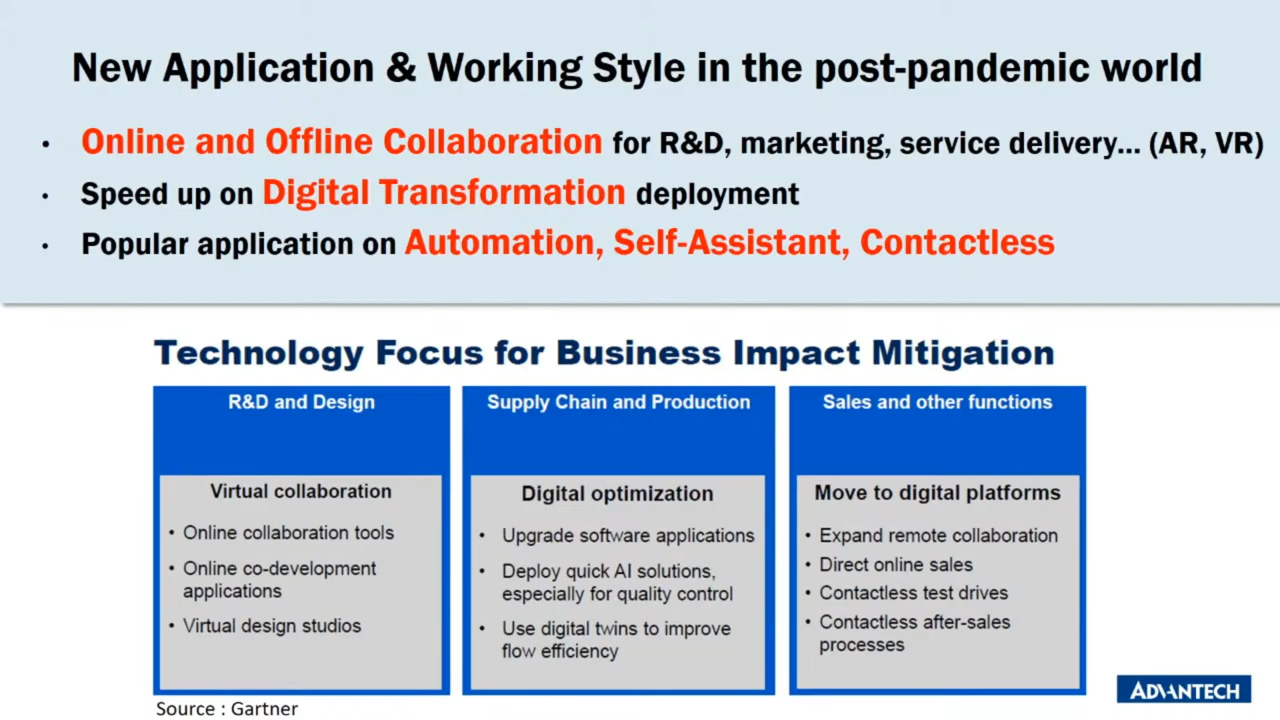 New Application & Working Style in the post-pandemic world
• Online and Offline Collaboration for R&D, marketing, service delivery... (AR, VR)
• Speed up on Digital Transformation deployment
• Popular application on Automation, Self-Assistant, Contactless
Technology Focus for Business Impact Mitigation
R&D and Design
Virtual collaboration
• Online collaboration tools
• Online co-development
applications
• Virtual design studios
Supply Chain and Production
Digital optimization
• Upgrade software applications
• Deploy quick AI solutions,
especially for quality control
• Use digital twins to improve
flow efficiency
Sales and other functions
Move to digital platforms
• Expand remote collaboration
• Direct online sales
• Contactless test drives
• Contactless after-sales
processes
Source : Gartner
ADVANTECH